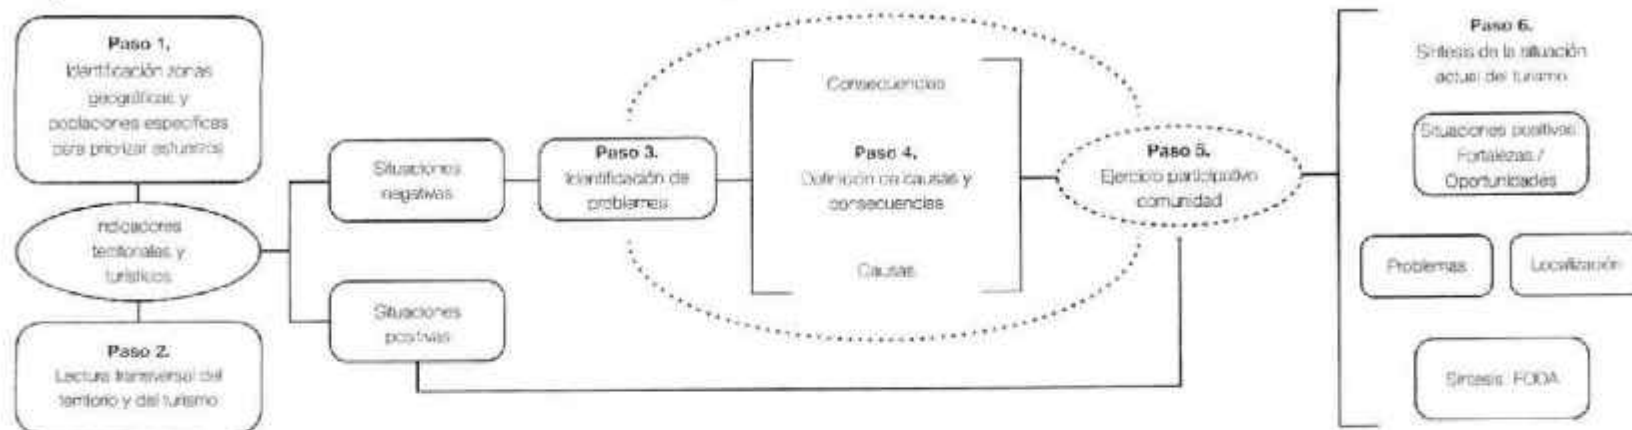 Paso 1.
Identificación zonas
geográficas y
poblaciones específicas
para priorizar esfuerzos
Indicadores
territoriales y
turísticos
Paso 2.
Lectura transversal del
territorio y del turismo
Situaciones
negativas
Situaciones
positivas
Paso 3.
Identificación de
problemas
Consecuencias
Paso 4.
Definición de causas y
consecuencias
Causas
Paso 5.
Ejercicio participativo
comunidad
Paso 6.
Síntesis de la situación
actual del turismo
Situaciones positivas:
Fortalezas /
Oportunidades
Problemas
Localización
Síntesis: FODA